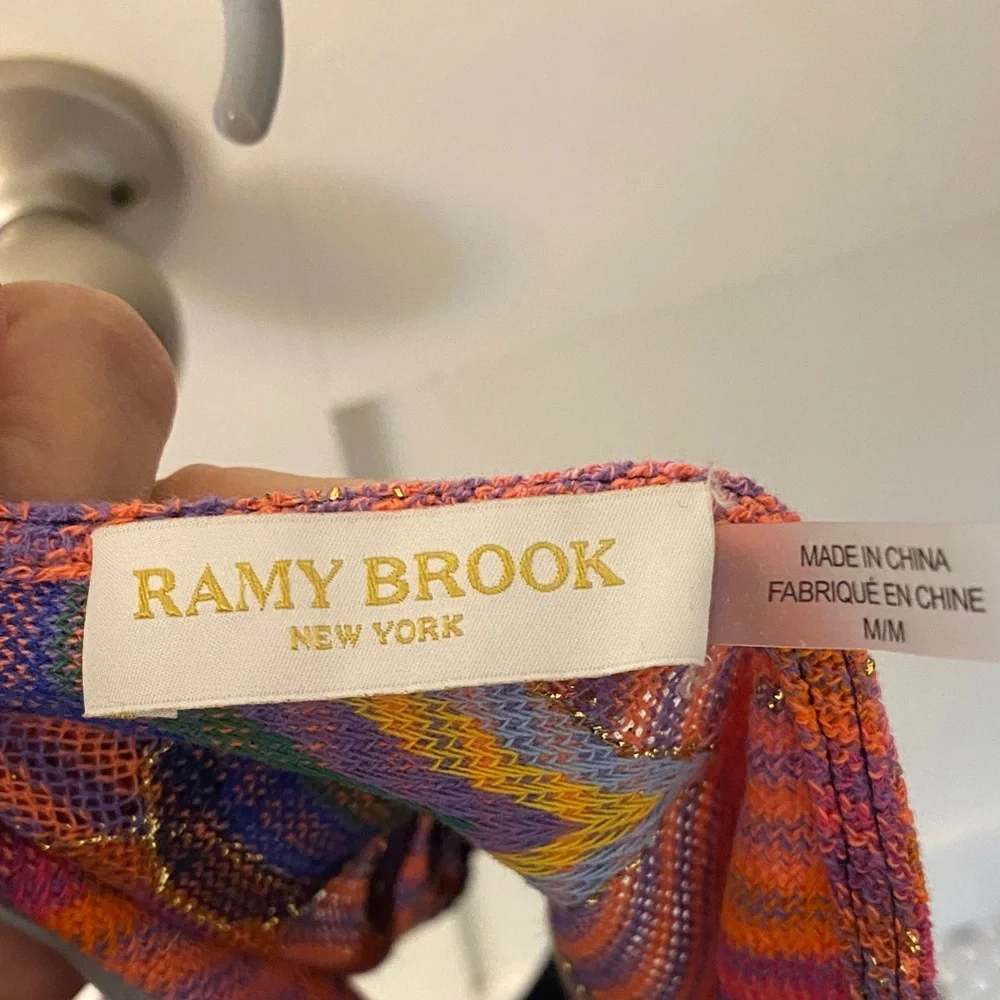 RAMY BROOK
NEW YORK
MADE IN CHINA
FABRIQUÉ EN CHINE
M/M